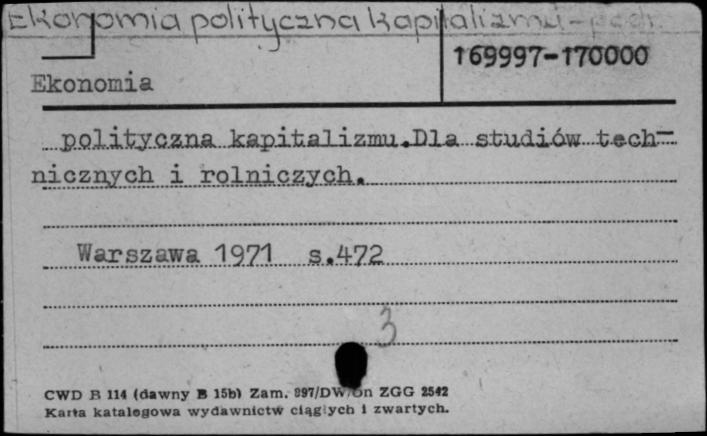 Ekonomia polityczna kapitalizmu - podr.
169997-170000
Ekonomia
polityczna kapitalizmu.Dla studiów tech-
nicznych i rolniczych.
Warszawa 1971 s.472
3
CWD B 114 (dawny B 15b) Zam. 897/DW/on ZGG 2542
Karta katalogowa wydawnictw ciągłych i zwartych.